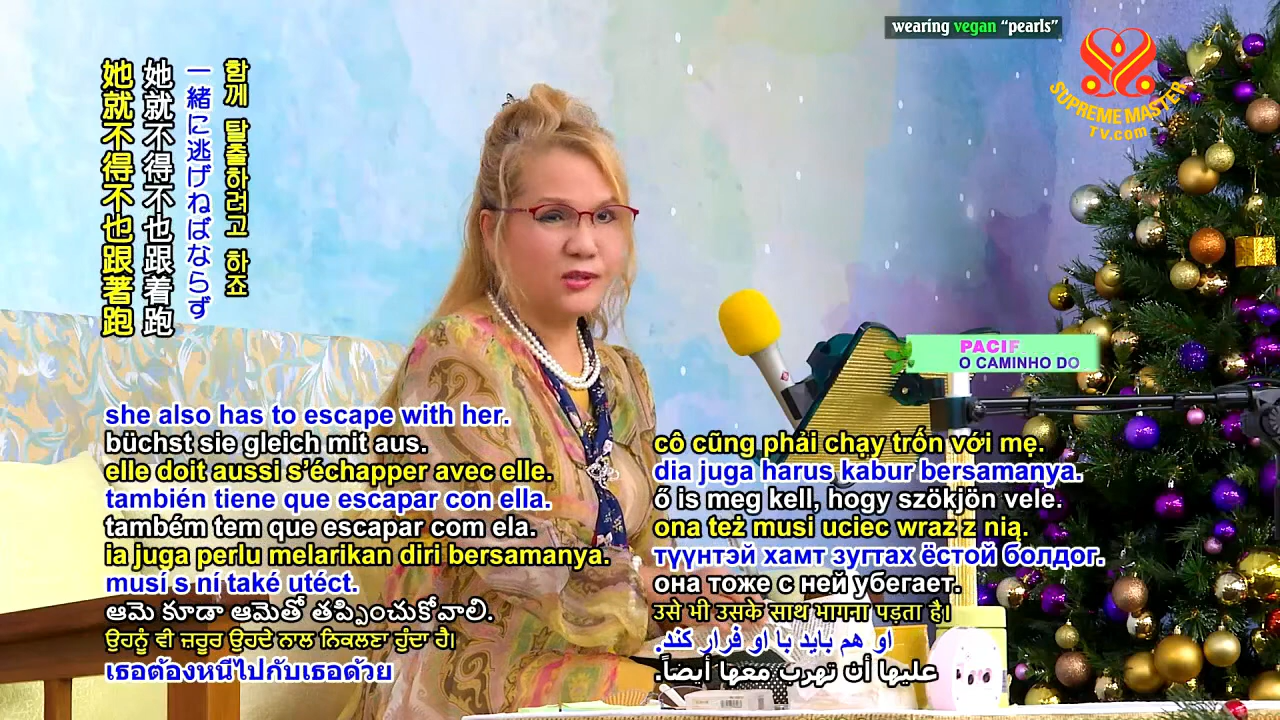 wearing vegan “pearls”
SUPREME MASTER
TV.com
함께 탈출하려고 하죠
一緒に逃げねばならず
她就不得不也跟着跑
她就不得不也跟著跑
PACIF
O CAMINHO DO
she also has to escape with her.
büchst sie gleich mit aus.
elle doit aussi s’échapper avec elle.
también tiene que escapar con ella.
também tem que escapar com ela.
ia juga perlu melarikan diri bersamanya.
musí s ní také utéct.
ఆమె కూడా ఆమెతో తప్పించుకోవాలి.
ਉਹਨੂੰ ਵੀ ਜ਼ਰੂਰ ਉਹਦੇ ਨਾਲ ਨਿਕਲਣਾ ਹੁੰਦਾ ਹੈ।
เธอต้องหนีไปกับเธอด้วย
cô cũng phải chạy trốn với mẹ.
dia juga harus kabur bersamanya.
ő is meg kell, hogy szökjön vele.
ona też musi uciec wraz z nią.
түүнтэй хамт зугтах ёстой болдог.
она тоже с ней убегает.
उसे भी उसके साथ भागना पड़ता है।
او هم باید با او فرار کند.
عليها أن تهرب معها أيضاً.